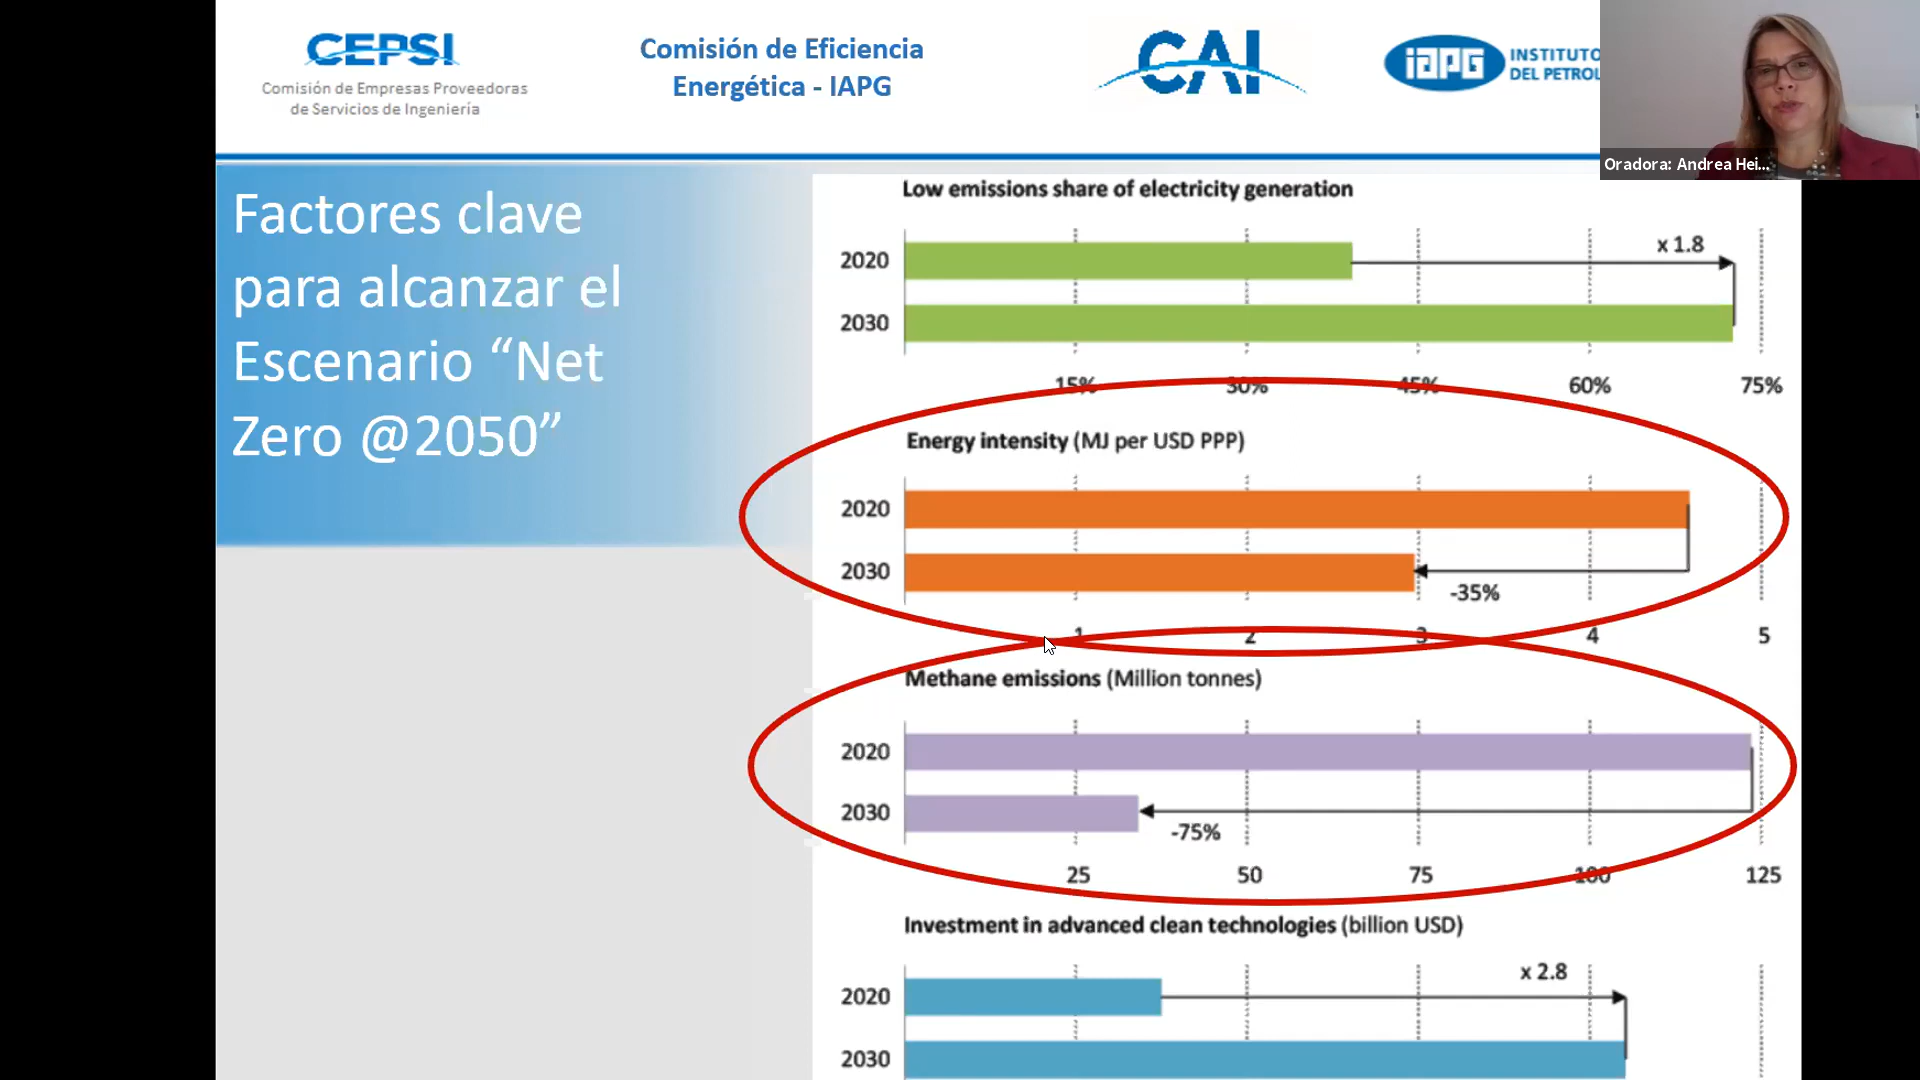 CEPSI
Comisión de Empresas Proveedoras
de Servicios de Ingeniería
Comisión de Eficiencia
Energética - IAPG
CAI
iapg
INSTITUTO
DEL PETROL
Oradora: Andrea Hei...
Factores clave
para alcanzar el
Escenario “Net
Zero @2050”
Low emissions share of electricity generation
x 1.8
2020
2030
15% 30% 45% 60% 75%
Energy intensity (MJ per USD PPP)
2020
2030
-35%
1 2 3 4 5
Methane emissions (Million tonnes)
2020
2030
-75%
25 50 75 100 125
Investment in advanced clean technologies (billion USD)
x 2.8
2020
2030